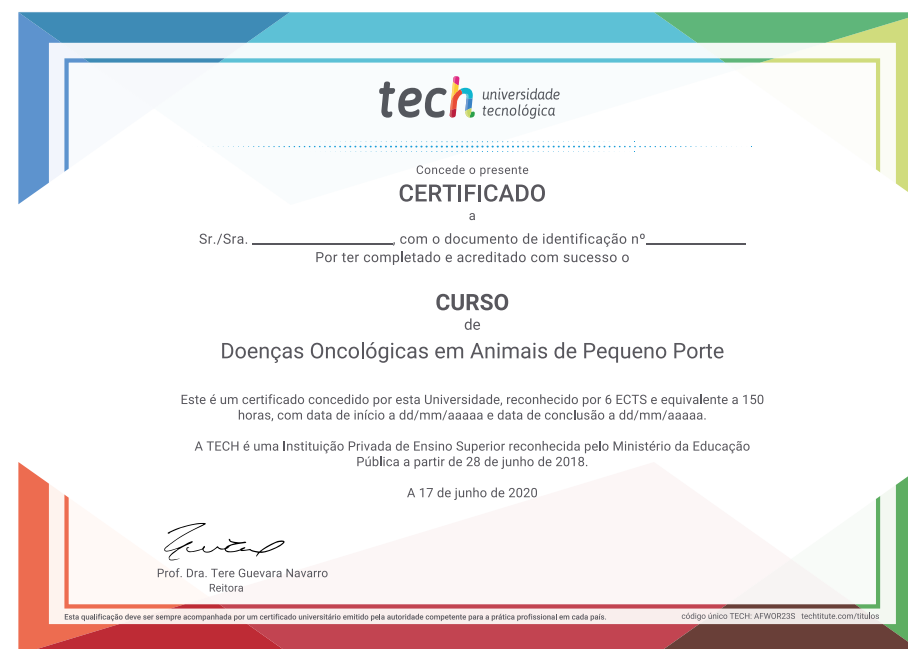 tech universidade
tecnológica
Concede o presente
CERTIFICADO
a
Sr./Sra. ____________________, com o documento de identificação nº______________
Por ter completado e acreditado com sucesso o
CURSO
de
Doenças Oncológicas em Animais de Pequeno Porte
Este é um certificado concedido por esta Universidade, reconhecido por 6 ECTS e equivalente a 150
horas, com data de início a dd/mm/aaaaa e data de conclusão a dd/mm/aaaaa.
A TECH é uma Instituição Privada de Ensino Superior reconhecida pelo Ministério da Educação
Pública a partir de 28 de junho de 2018.
A 17 de junho de 2020
Prof. Dra. Tere Guevara Navarro
Reitora
Esta qualificação deve ser sempre acompanhada por um certificado universitário emitido pela autoridade competente para a prática profissional em cada país. código único TECH: AFWOR23S techtitute.com/titulos